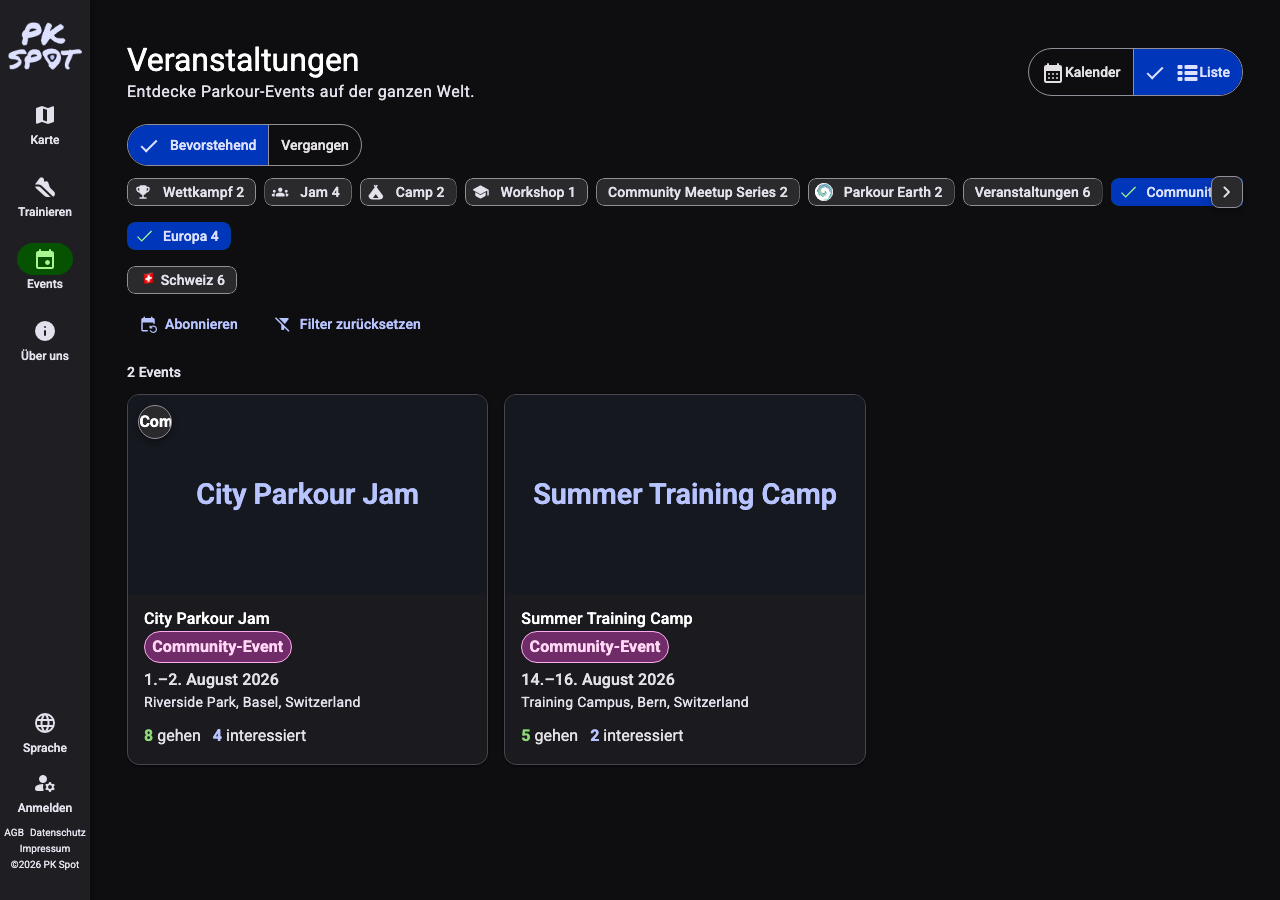 PK
SPOT
Karte
Trainieren
Events
Über uns
Sprache
Anmelden
AGB Datenschutz
Impressum
©2026 PK Spot
Veranstaltungen
Entdecke Parkour-Events auf der ganzen Welt.
Kalender
Liste
Bevorstehend
Vergangen
Wettkampf 2
Jam 4
Camp 2
Workshop 1
Community Meetup Series 2
Parkour Earth 2
Veranstaltungen 6
Communit
Europa 4
Schweiz 6
Abonnieren
Filter zurücksetzen
2 Events
Com
City Parkour Jam
City Parkour Jam
Community-Event
1.–2. August 2026
Riverside Park, Basel, Switzerland
8 gehen 4 interessiert
Summer Training Camp
Summer Training Camp
Community-Event
14.–16. August 2026
Training Campus, Bern, Switzerland
5 gehen 2 interessiert